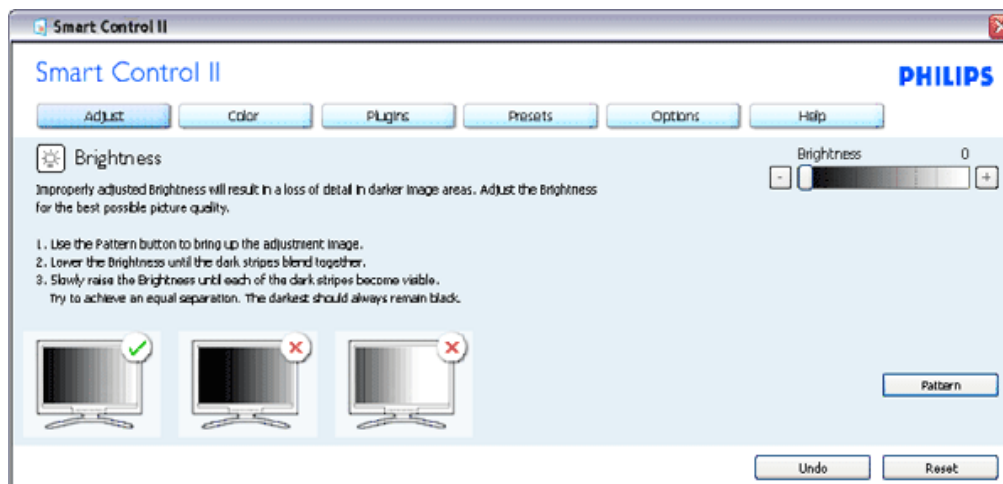 Smart Control II
Smart Control II
PHILIPS
Adjust Color Plugins Presets Options Help
Brightness
Brightness 0
- +
Improperly adjusted Brightness will result in a loss of detail in darker image areas. Adjust the Brightness
for the best possible picture quality.
1. Use the Pattern button to bring up the adjustment image.
2. Lower the Brightness until the dark stripes blend together.
3. Slowly raise the Brightness until each of the dark stripes become visible.
Try to achieve an equal separation. The darkest should always remain black.
Pattern
Undo Reset